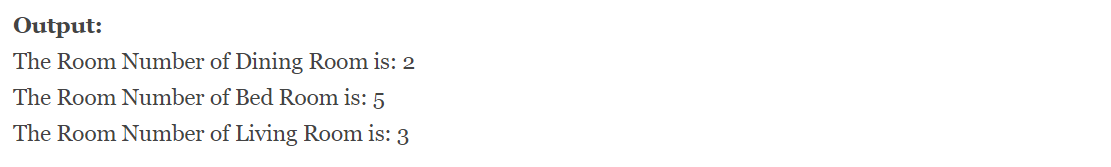 Output:
The Room Number of Dining Room is: 2
The Room Number of Bed Room is: 5
The Room Number of Living Room is: 3